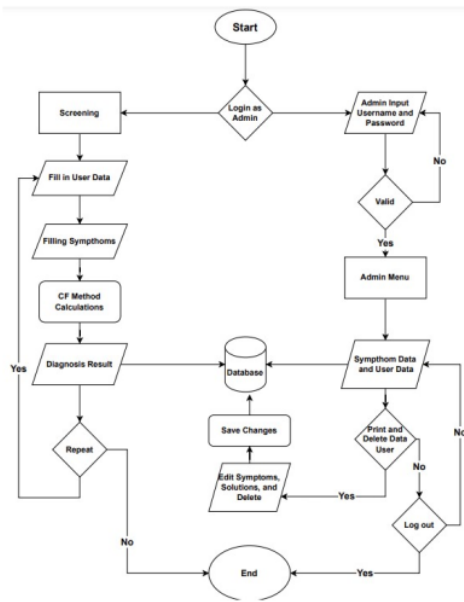 Start
Login as
Admin
Screening
Admin Input
Username and
Password
No
Fill in User Data
Valid
Yes
Filling Sympthoms
Admin Menu
CF Method
Calculations
Yes
Diagnosis Result
Database
Sympthom Data
and User Data
No
Save Changes
Print and
Delete Data
User
Repeat
No
Edit Symptoms,
Solutions, and
Delete
Yes
Log out
No
End
Yes